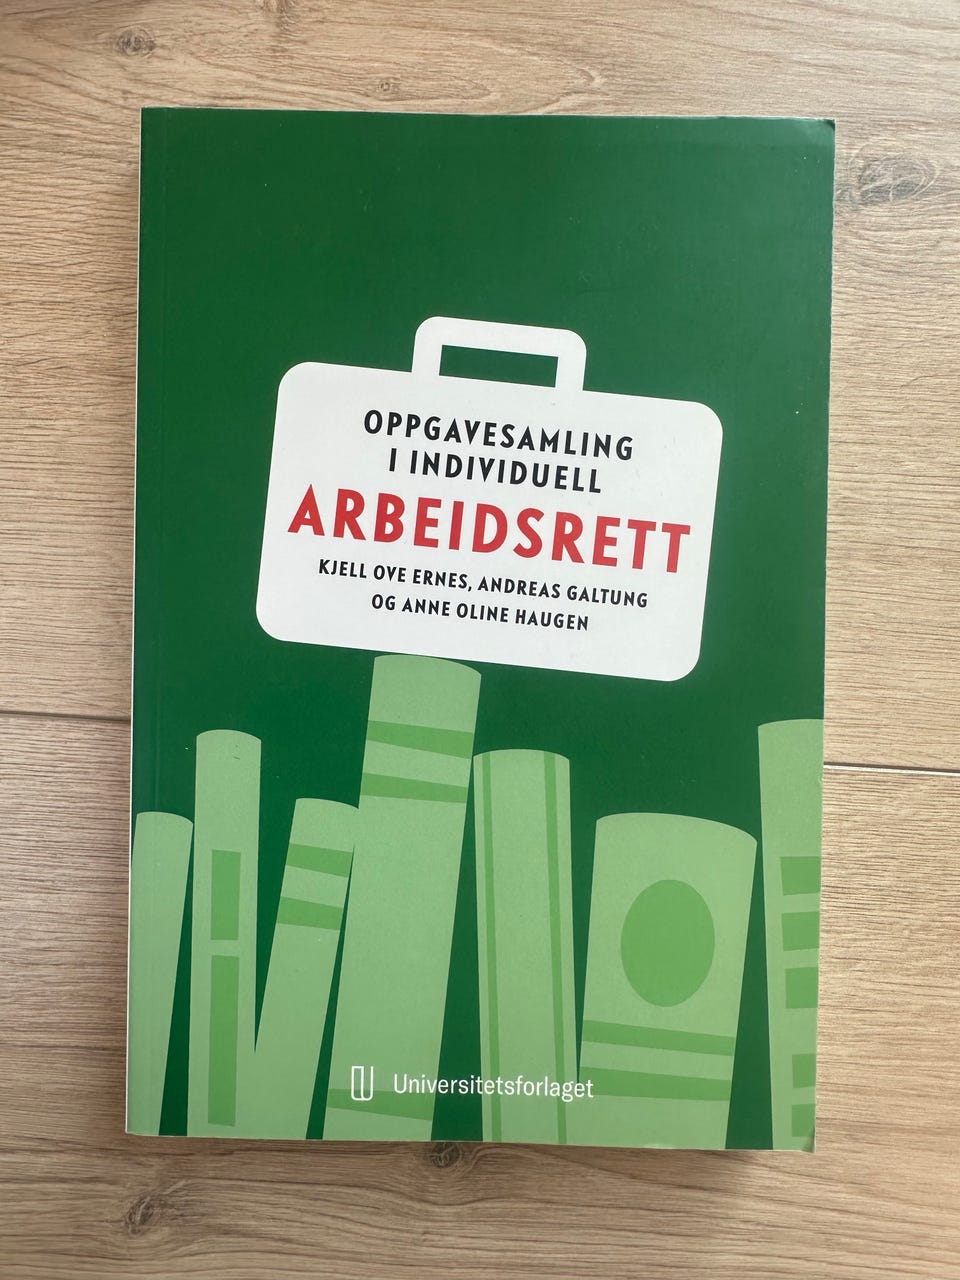 OPPGAVESAMLING
I INDIVIDUELL
ARBEIDSRETT
KJELL OVE ERNES, ANDREAS GALTUNG
OG ANNE OLINE HAUGEN
Universitetsforlaget